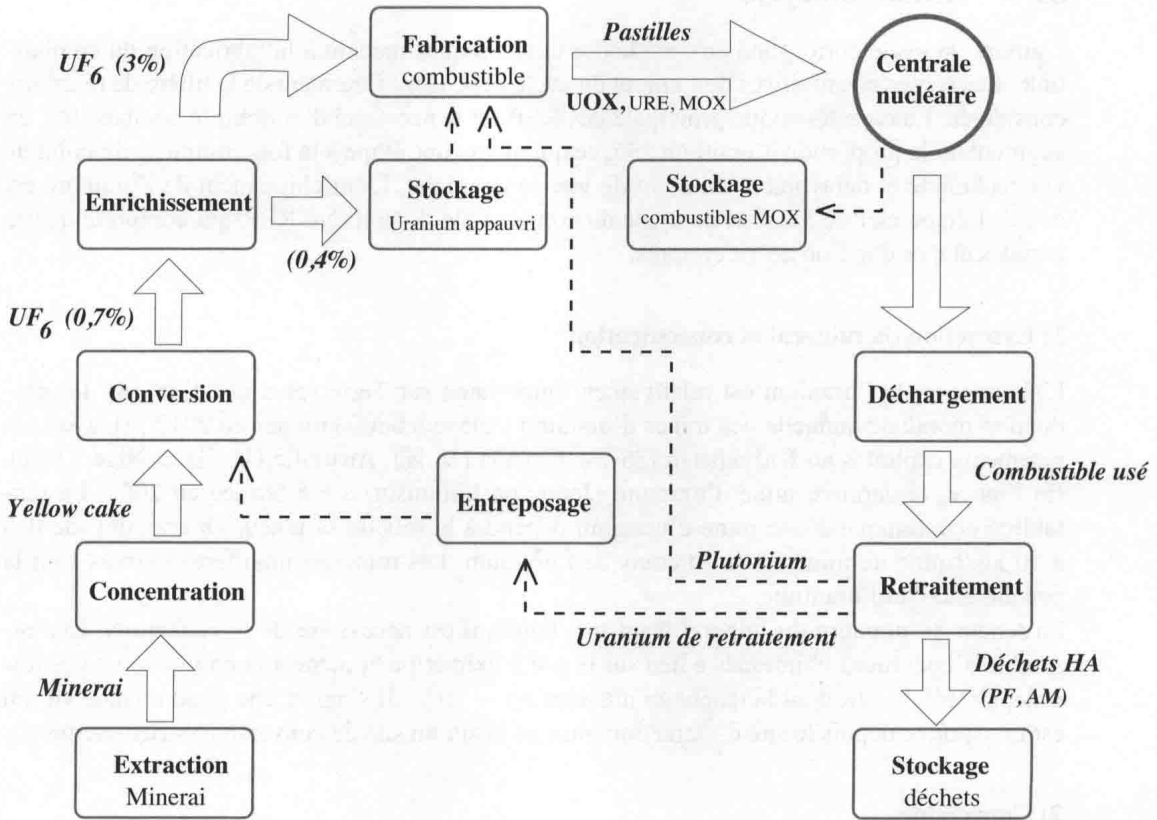 Pastilles
UF6 (3%)
Fabrication
combustible
Centrale
nucléaire
UOX, URE, MOX
Enrichissement
Stockage
Uranium appauvri
Stockage
combustibles MOX
(0,4%)
UF6 (0,7%)
Conversion
Déchargement
Combustible usé
Yellow cake
Entreposage
Plutonium
Concentration
Retraitement
Uranium de retraitement
Minerai
Déchets HA
(PF, AM)
Extraction
Minerai
Stockage
déchets